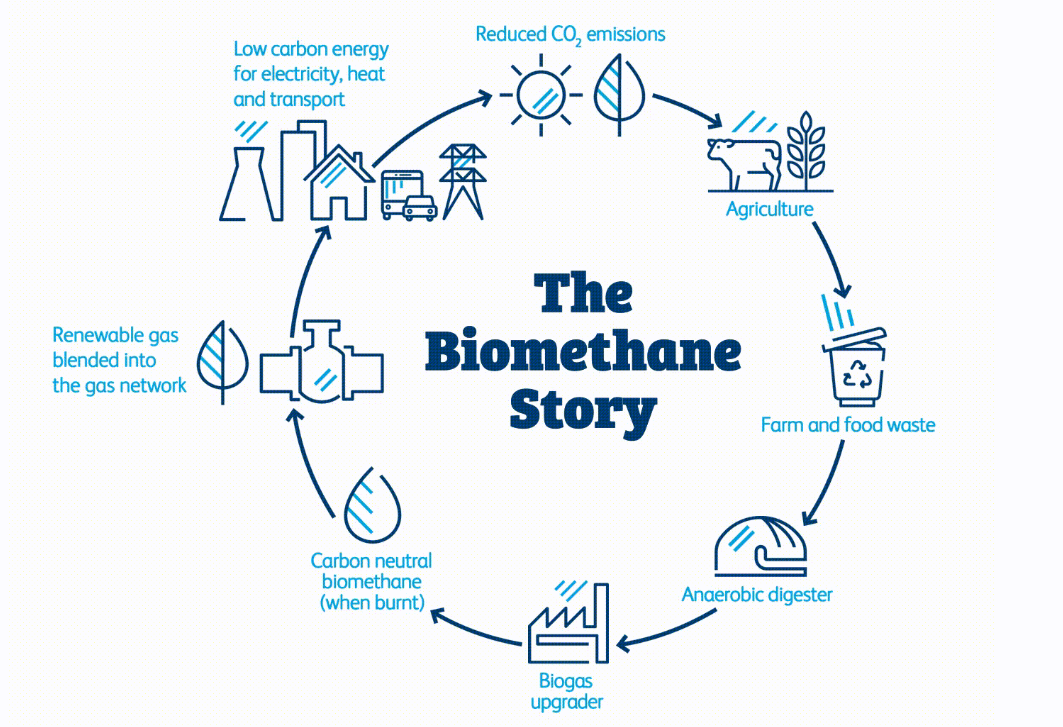 The
Biomethane
Story
Reduced CO₂ emissions
Agriculture
Farm and food waste
Anaerobic digester
Biogas
upgrader
Carbon neutral
biomethane
(when burnt)
Renewable gas
blended into
the gas network
Low carbon energy
for electricity, heat
and transport